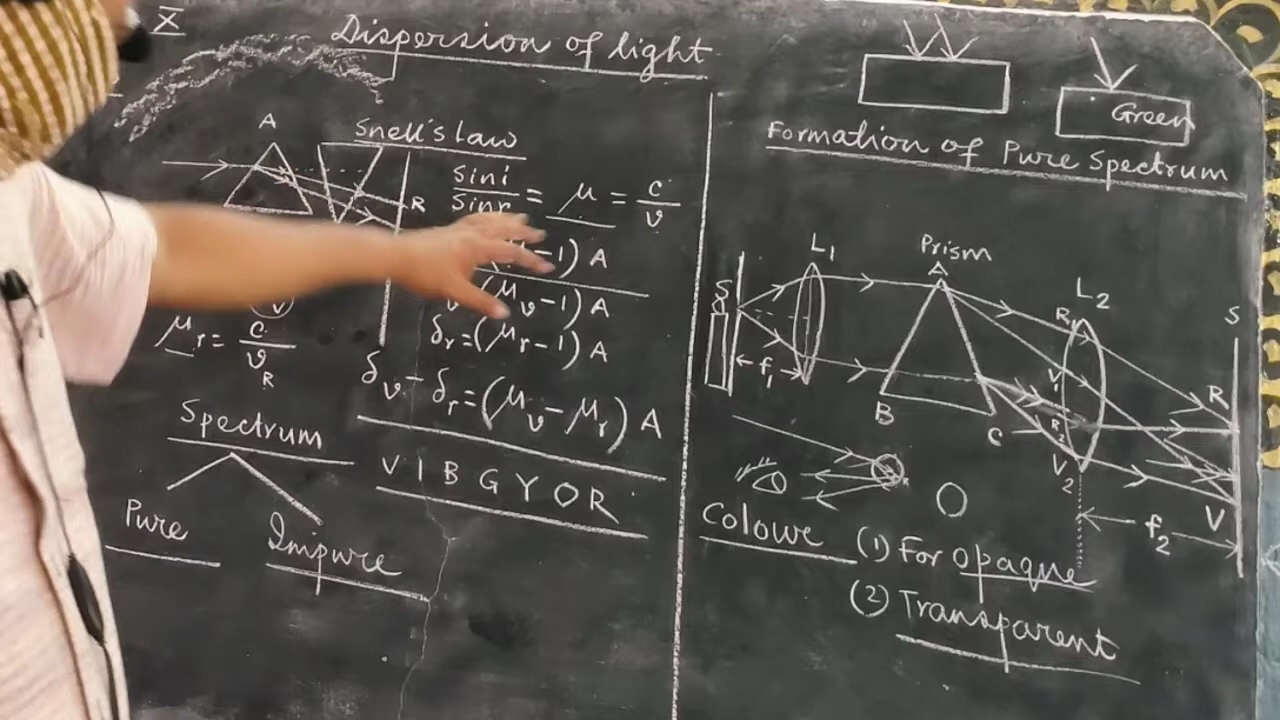 X
Dispersion of light
A
Snell's Law
R
sin i / sin r = μ = c / v
-1) A
v (μv - 1) A
δr = (μr - 1) A
μr = c / vR
δv - δr = (μv - μr) A
Spectrum
Pure
Impure
V I B G Y O R
Green
Formation of Pure Spectrum
L1
Prism
A
L2
S
S
R1
f1
V1
R
B
R2
C
V2
V
f2
Colowe
(1) For opaque
(2) Transparent